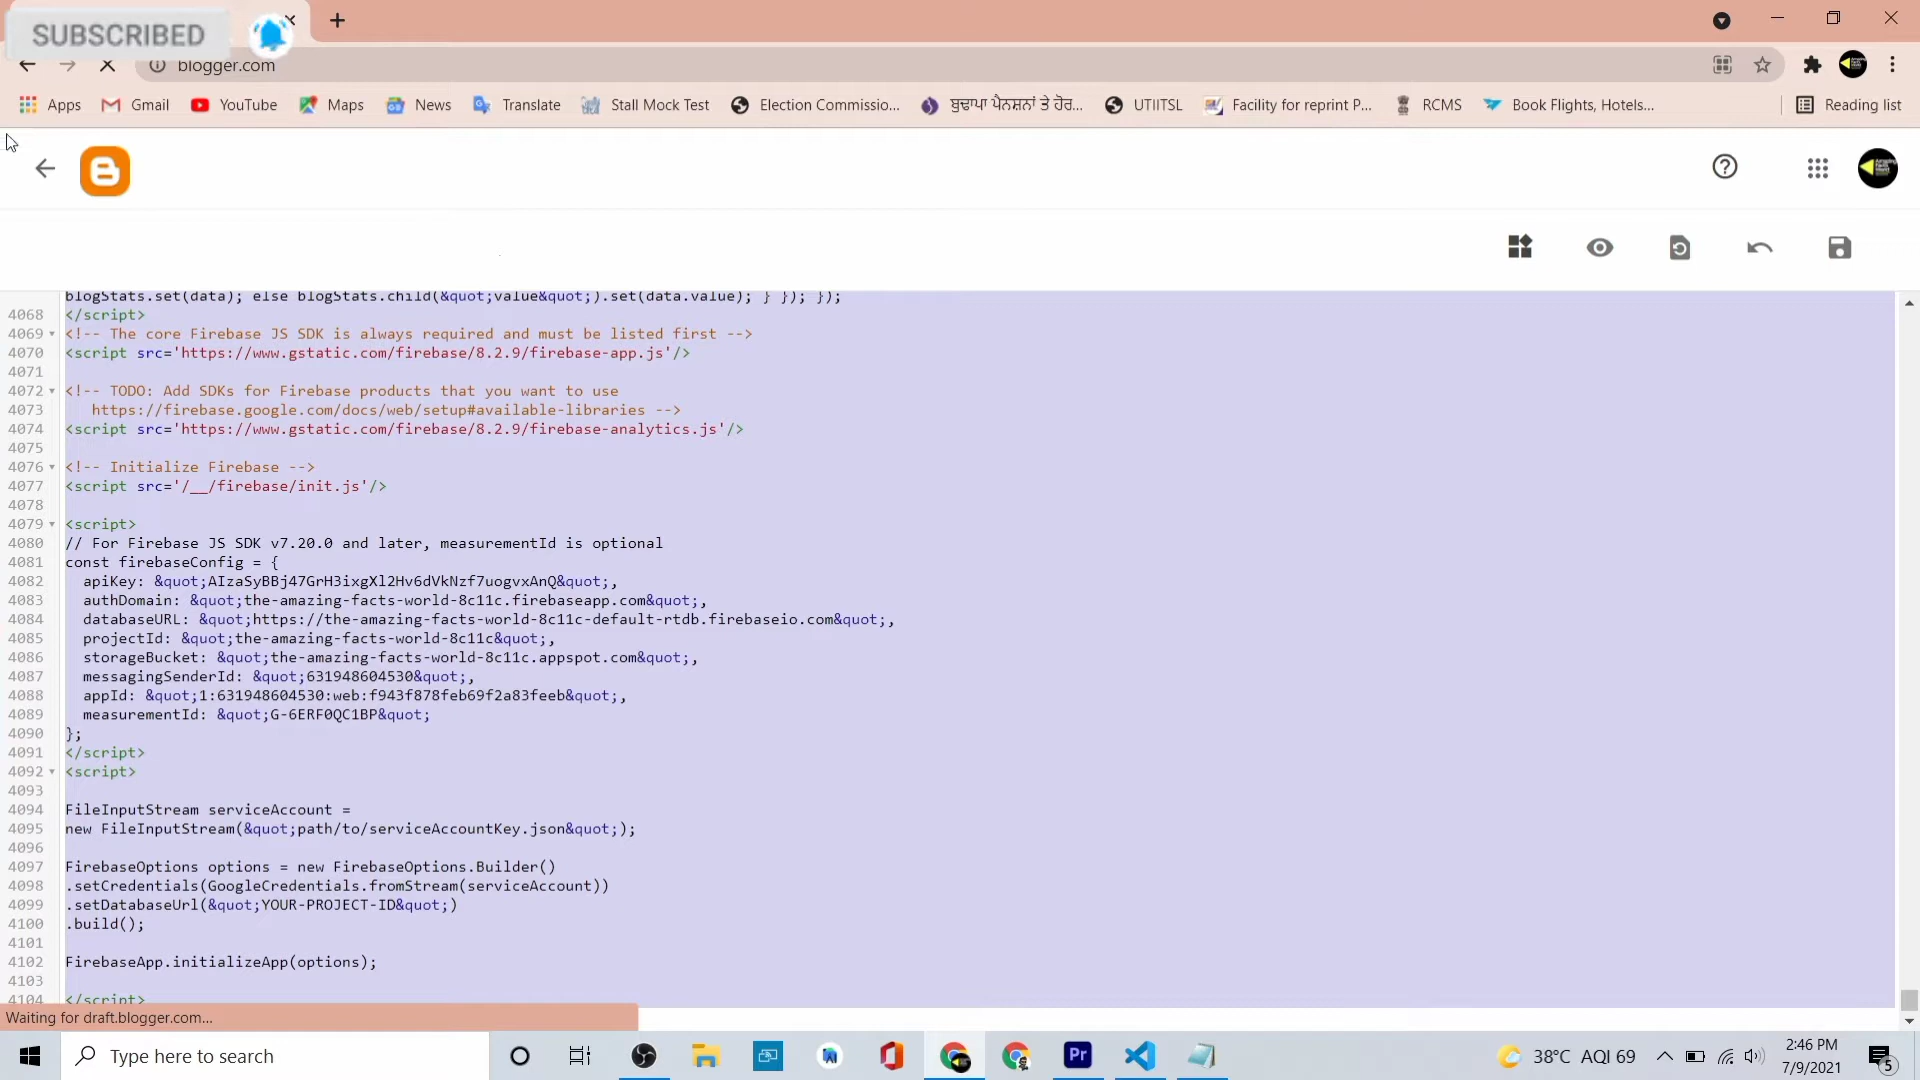 SUBSCRIBED
blogger.com
Apps Gmail YouTube Maps News Translate Stall Mock Test Election Commissio... ਬੁਢਾਪਾ ਪੈਨਸ਼ਨਾਂ ਤੇ ਹੋਰ... UTIITSL Facility for reprint P... RCMS Book Flights, Hotels... Reading list
blogStats.set(data); else blogStats.child(&quot;value&quot;).set(data.value); } }); });
4068 </script>
4069 <!-- The core Firebase JS SDK is always required and must be listed first -->
4070 <script src='https://www.gstatic.com/firebase/8.2.9/firebase-app.js'/>
4071
4072 <!-- TODO: Add SDKs for Firebase products that you want to use
4073 https://firebase.google.com/docs/web/setup#available-libraries -->
4074 <script src='https://www.gstatic.com/firebase/8.2.9/firebase-analytics.js'/>
4075
4076 <!-- Initialize Firebase -->
4077 <script src='/__/firebase/init.js'/>
4078
4079 <script>
4080 // For Firebase JS SDK v7.20.0 and later, measurementId is optional
4081 const firebaseConfig = {
4082 apiKey: &quot;AIzaSyBBj47GrH3ixgXl2Hv6dVkNzf7uogvxAnQ&quot;,
4083 authDomain: &quot;the-amazing-facts-world-8c11c.firebaseapp.com&quot;,
4084 databaseURL: &quot;https://the-amazing-facts-world-8c11c-default-rtdb.firebaseio.com&quot;,
4085 projectId: &quot;the-amazing-facts-world-8c11c&quot;,
4086 storageBucket: &quot;the-amazing-facts-world-8c11c.appspot.com&quot;,
4087 messagingSenderId: &quot;631948604530&quot;,
4088 appId: &quot;1:631948604530:web:f943f878feb69f2a83feeb&quot;,
4089 measurementId: &quot;G-6ERF0QC1BP&quot;
4090 };
4091 </script>
4092 <script>
4093
4094 FileInputStream serviceAccount =
4095 new FileInputStream(&quot;path/to/serviceAccountKey.json&quot;);
4096
4097 FirebaseOptions options = new FirebaseOptions.Builder()
4098 .setCredentials(GoogleCredentials.fromStream(serviceAccount))
4099 .setDatabaseUrl(&quot;YOUR-PROJECT-ID&quot;)
4100 .build();
4101
4102 FirebaseApp.initializeApp(options);
4103
4104 </script>
Waiting for draft.blogger.com...
Type here to search
38°C AQI 69
2:46 PM
7/9/2021
5